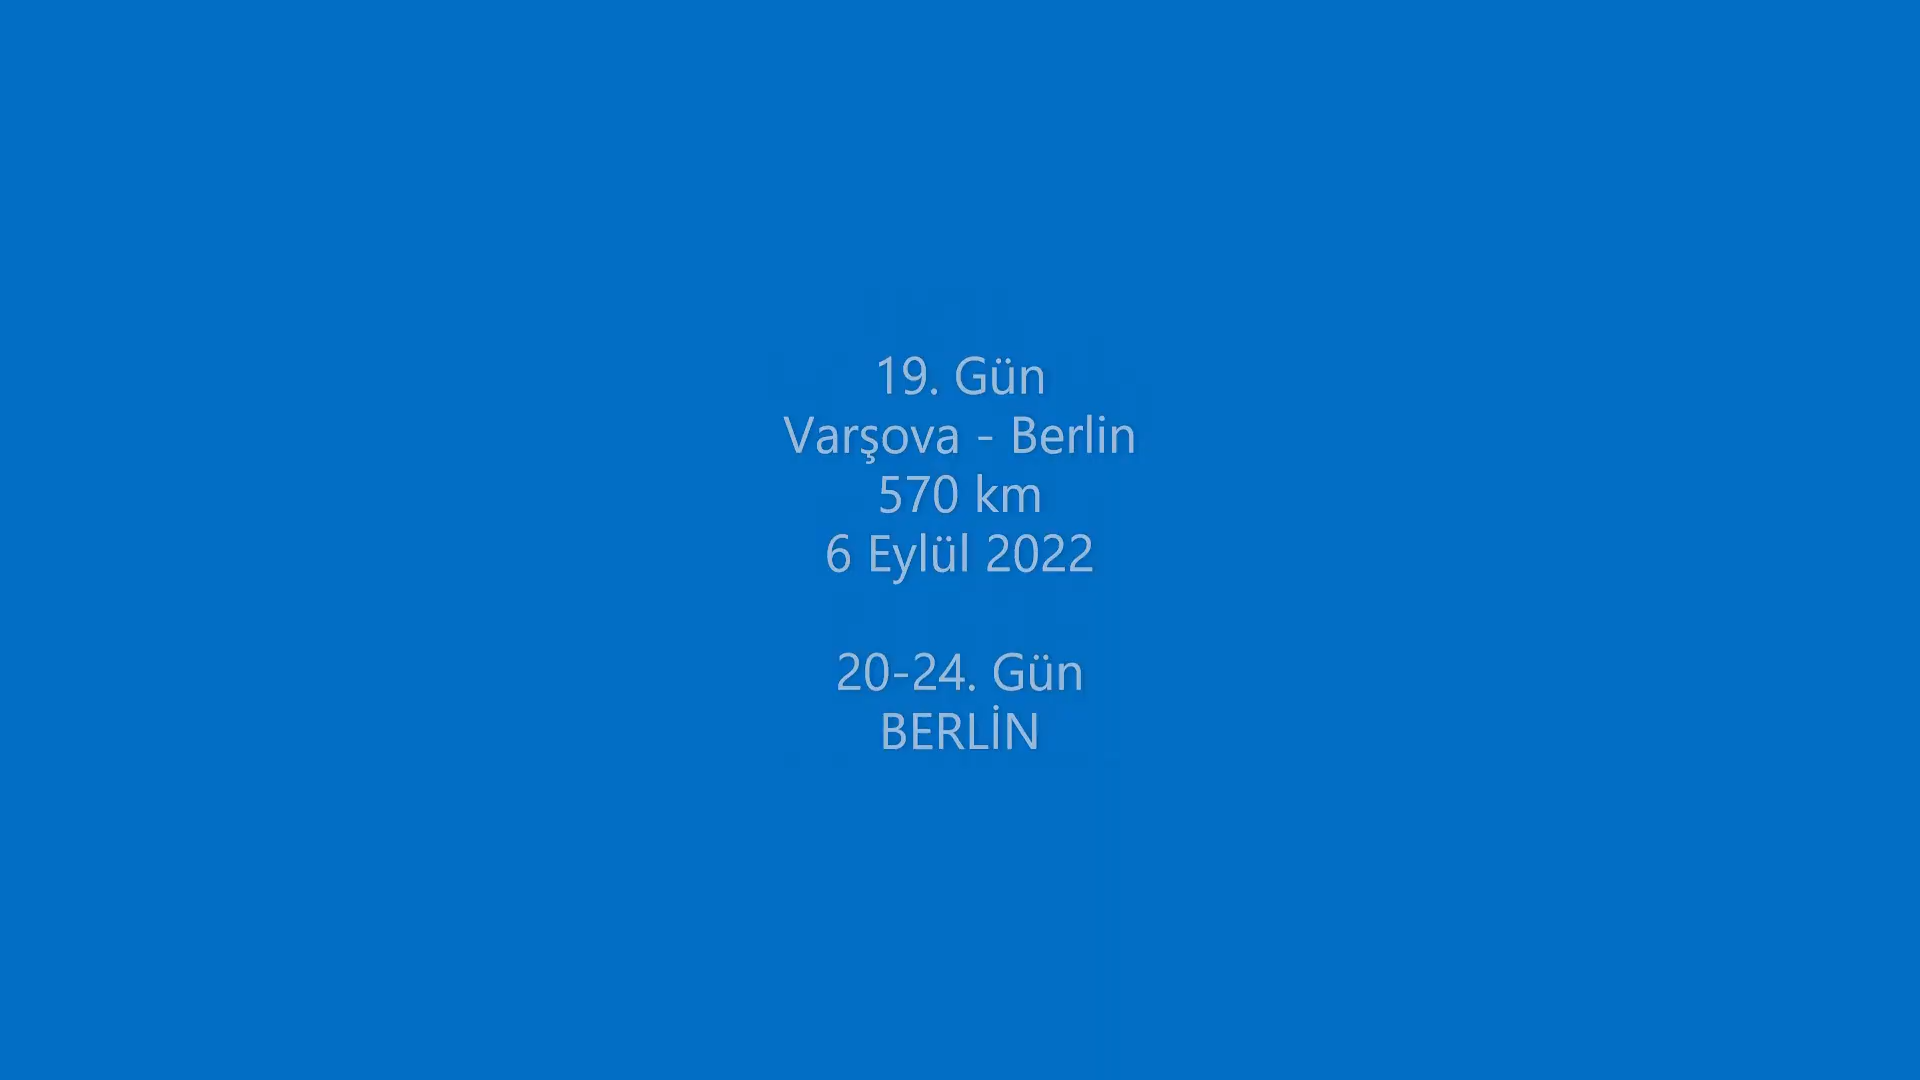 19. Gün
Varşova - Berlin
570 km
6 Eylül 2022
20-24. Gün
BERLİN